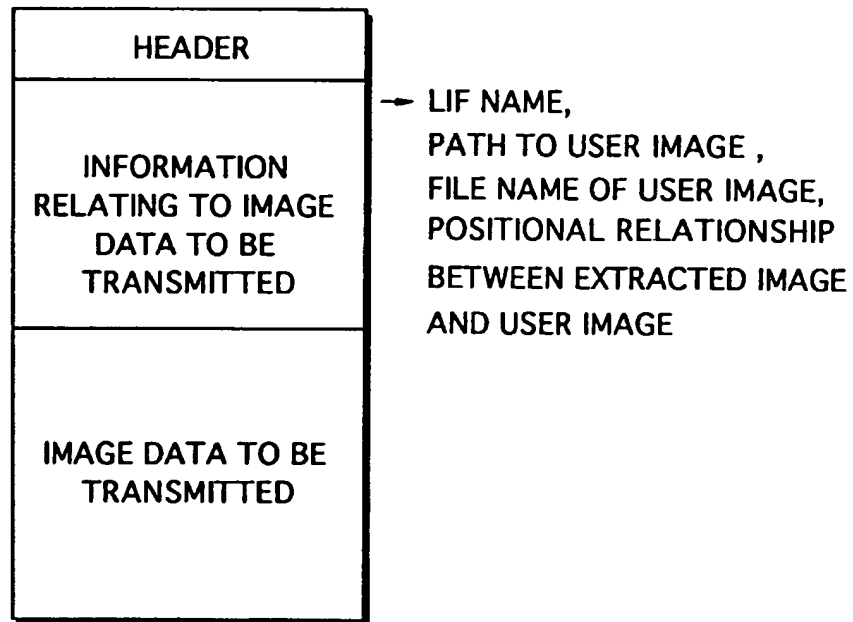 HEADER
INFORMATION
RELATING TO IMAGE
DATA TO BE
TRANSMITTED
IMAGE DATA TO BE
TRANSMITTED
LIF NAME,
PATH TO USER IMAGE ,
FILE NAME OF USER IMAGE,
POSITIONAL RELATIONSHIP
BETWEEN EXTRACTED IMAGE
AND USER IMAGE